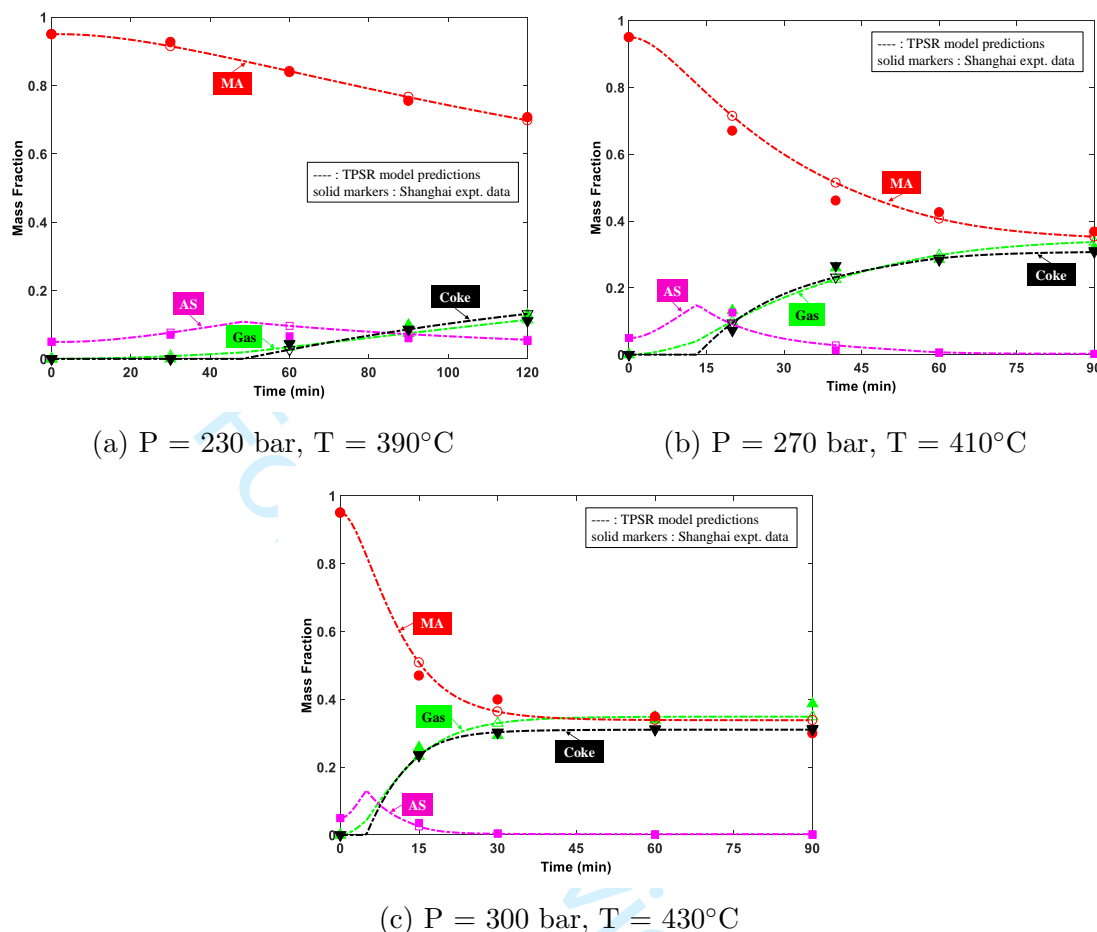 1
0.8
0.6
0.4
0.2
0
Mass Fraction
MA
---- : TPSR model predictions
solid markers : Shanghai expt. data
AS
Gas
Coke
0 20 40 60 80 100 120
Time (min)
(a) P = 230 bar, T = 390°C
1
0.8
0.6
0.4
0.2
0
Mass Fraction
---- : TPSR model predictions
solid markers : Shanghai expt. data
MA
AS
Gas
Coke
0 15 30 45 60 75 90
Time (min)
(b) P = 270 bar, T = 410°C
1
0.8
0.6
0.4
0.2
0
Mass Fraction
---- : TPSR model predictions
solid markers : Shanghai expt. data
MA
Gas
Coke
AS
0 15 30 45 60 75 90
Time (min)
(c) P = 300 bar, T = 430°C